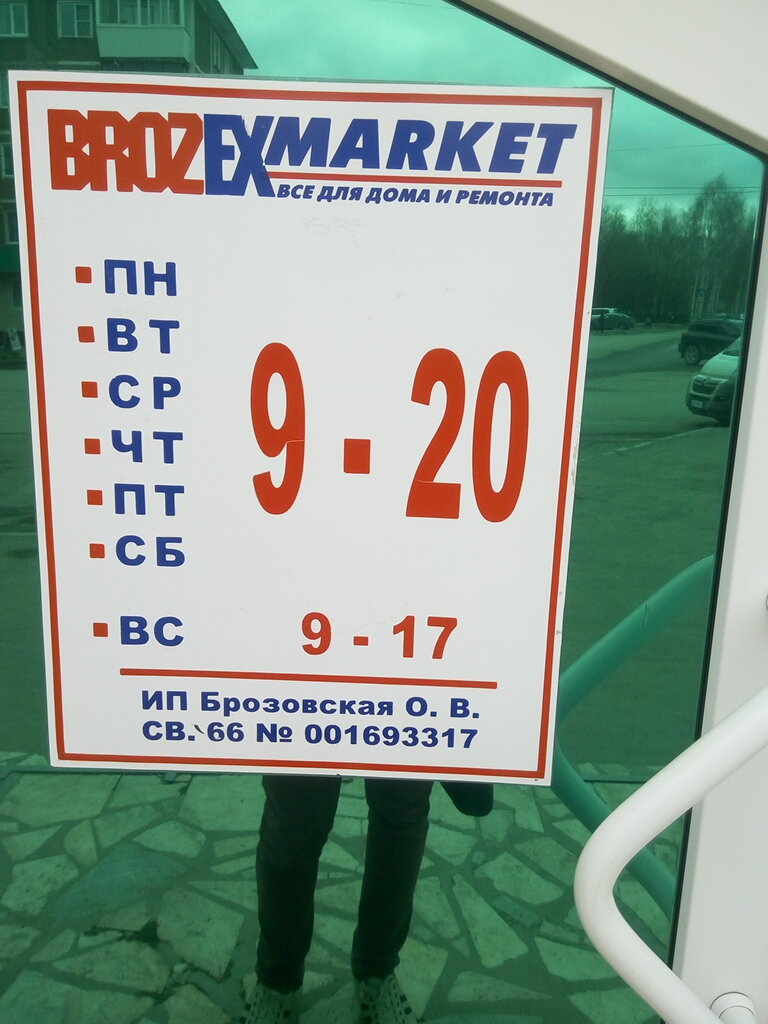 BROZEXMARKET
ВСЕ ДЛЯ ДОМА И РЕМОНТА
ПН
ВТ
СР
ЧТ
ПТ
СБ
9 - 20
ВС 9 - 17
ИП Брозовская О. В.
СВ. 66 № 001693317